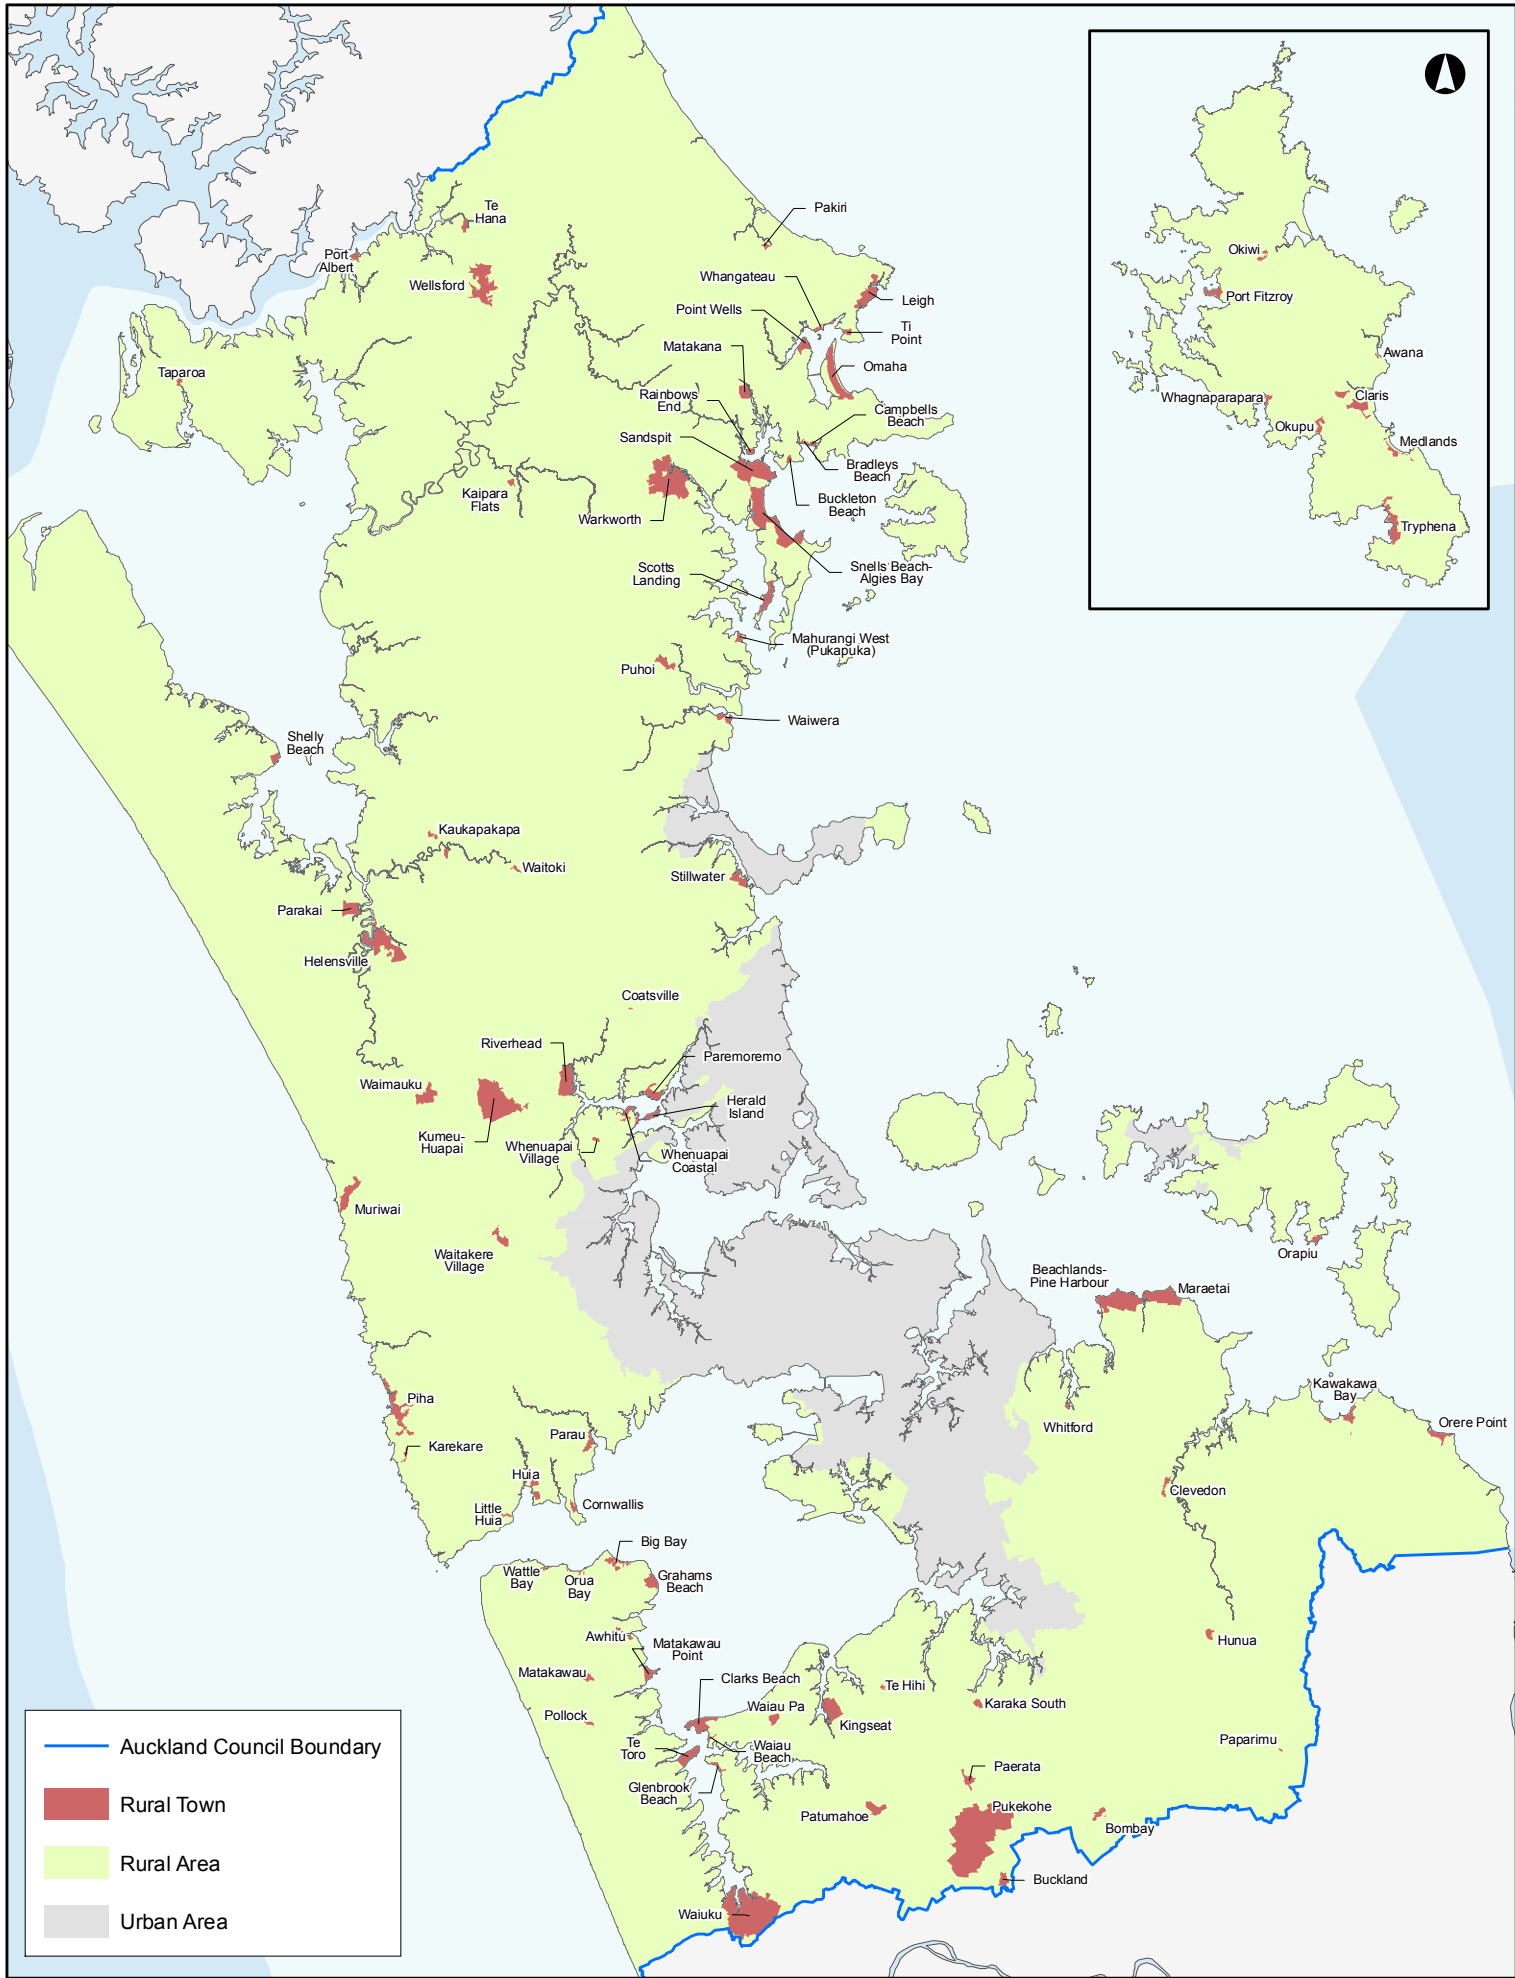 Te
Hana
Port
Albert
Wellsford
Pakiri
Whangateau
Leigh
Point Wells
Ti
Point
Matakana
Omaha
Taparoa
Rainbows
End
Campbells
Beach
Sandspit
Bradleys
Beach
Kaipara
Flats
Buckleton
Beach
Warkworth
Scotts
Landing
Snells Beach-
Algies Bay
Mahurangi West
(Pukapuka)
Puhoi
Waiwera
Shelly
Beach
Kaukapakapa
Waitoki
Stillwater
Parakai
Helensville
Coatsville
Riverhead
Paremoremo
Waimauku
Herald
Island
Kumeu-
Huapai
Whenuapai
Village
Whenuapai
Coastal
Muriwai
Waitakere
Village
Orapiu
Beachlands-
Pine Harbour
Maraetai
Piha
Kawakawa
Bay
Whitford
Orere Point
Parau
Karekare
Huia
Clevedon
Little
Huia
Cornwallis
Big Bay
Wattle
Bay
Orua
Bay
Grahams
Beach
Awhitu
Matakawau
Point
Hunua
Matakawau
Clarks Beach
Te Hihi
Karaka South
Pollock
Waiau Pa
Kingseat
Te
Toro
Waiau
Beach
Paparimu
Glenbrook
Beach
Paerata
Patumahoe
Pukekohe
Bombay
Buckland
Waiuku
Okiwi
Port Fitzroy
Awana
Whagnaparapara
Claris
Okupu
Medlands
Tryphena
Auckland Council Boundary
Rural Town
Rural Area
Urban Area